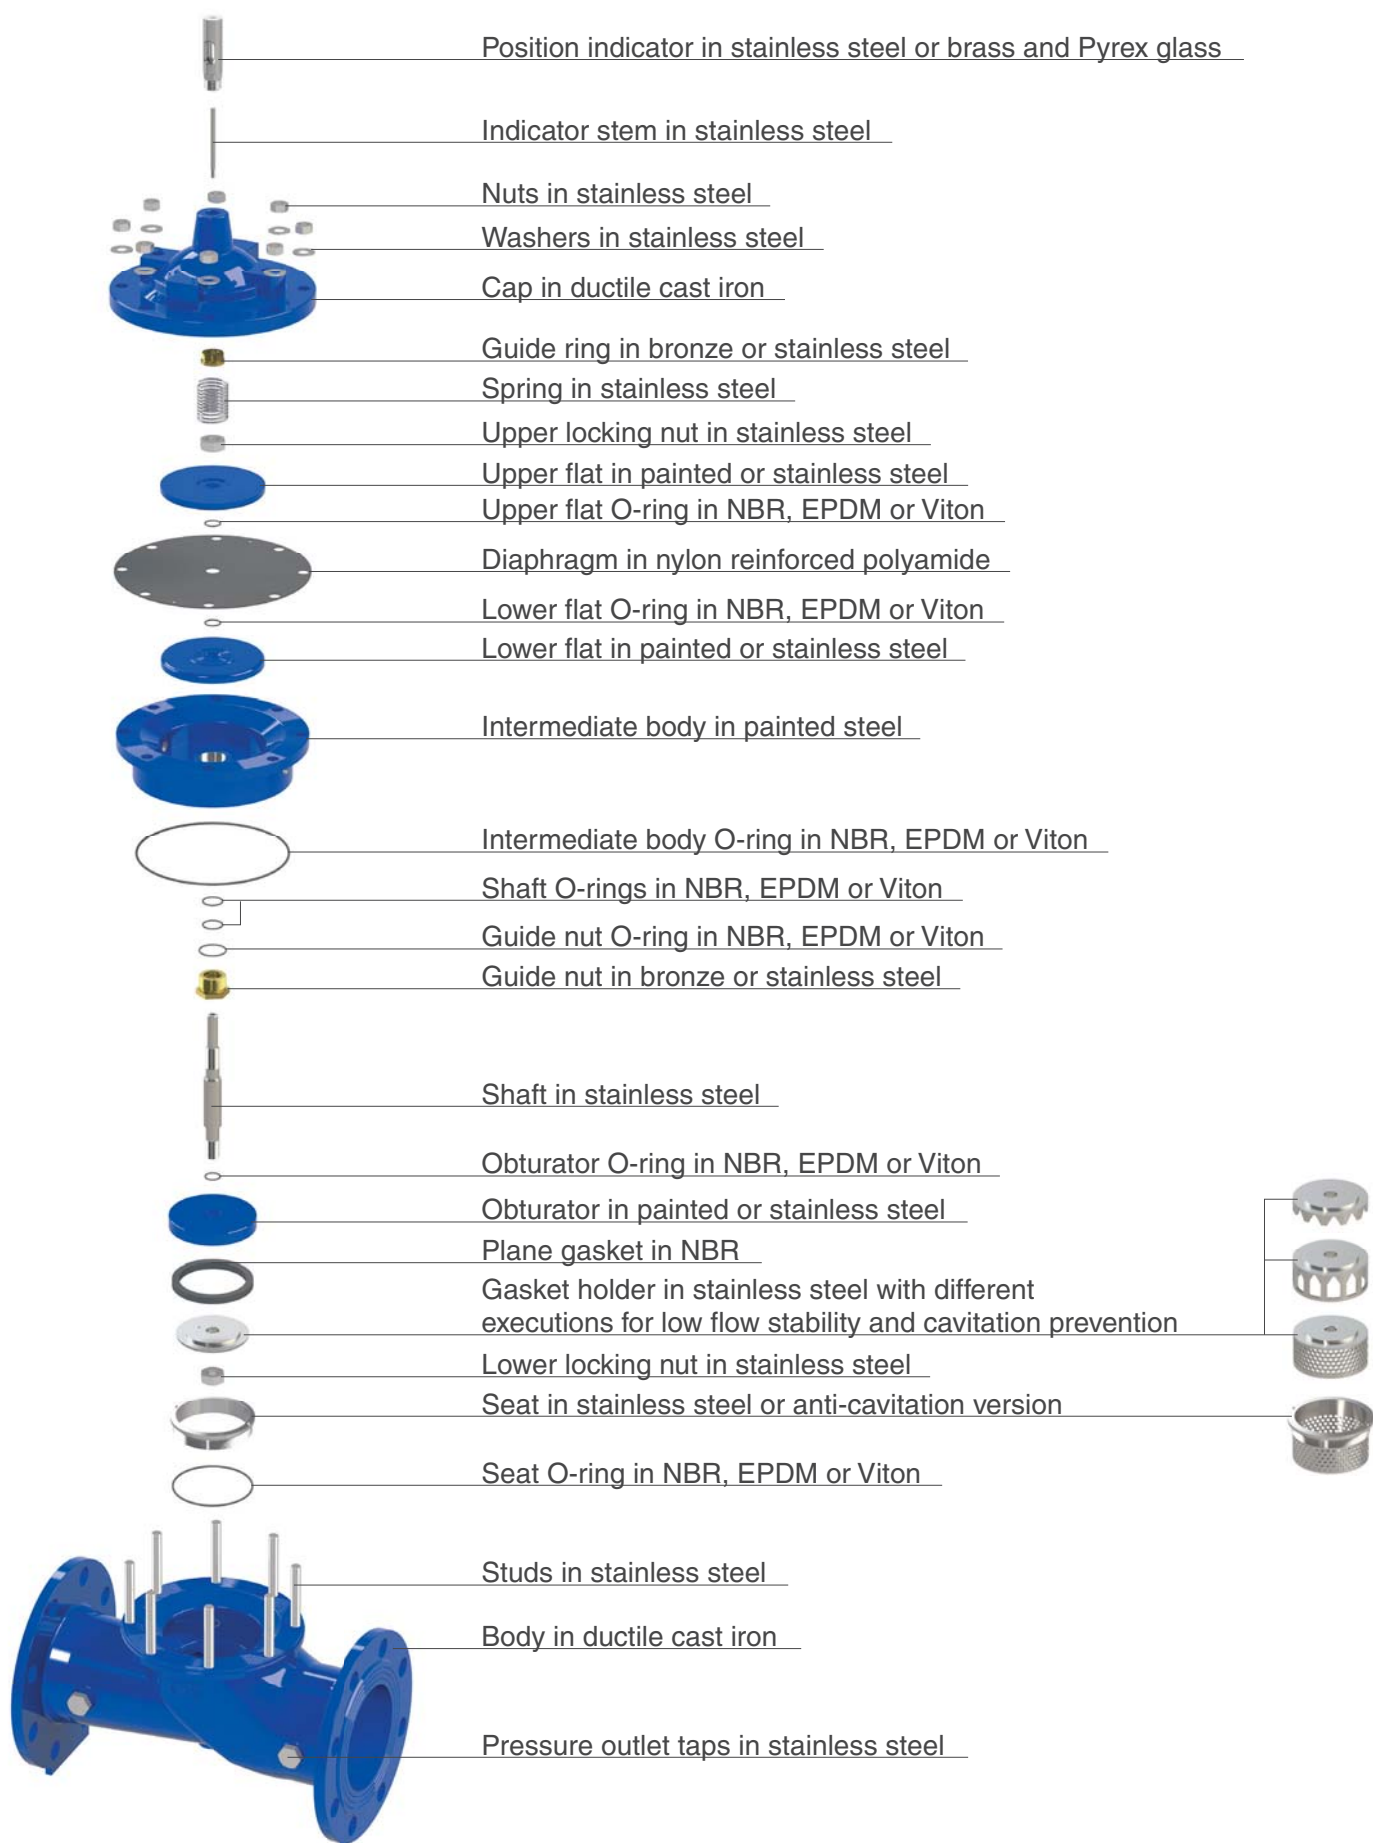 Position indicator in stainless steel or brass and Pyrex glass
Indicator stem in stainless steel
Nuts in stainless steel
Washers in stainless steel
Cap in ductile cast iron
Guide ring in bronze or stainless steel
Spring in stainless steel
Upper locking nut in stainless steel
Upper flat in painted or stainless steel
Upper flat O-ring in NBR, EPDM or Viton
Diaphragm in nylon reinforced polyamide
Lower flat O-ring in NBR, EPDM or Viton
Lower flat in painted or stainless steel
Intermediate body in painted steel
Intermediate body O-ring in NBR, EPDM or Viton
Shaft O-rings in NBR, EPDM or Viton
Guide nut O-ring in NBR, EPDM or Viton
Guide nut in bronze or stainless steel
Shaft in stainless steel
Obturator O-ring in NBR, EPDM or Viton
Obturator in painted or stainless steel
Plane gasket in NBR
Gasket holder in stainless steel with different
executions for low flow stability and cavitation prevention
Lower locking nut in stainless steel
Seat in stainless steel or anti-cavitation version
Seat O-ring in NBR, EPDM or Viton
Studs in stainless steel
Body in ductile cast iron
Pressure outlet taps in stainless steel